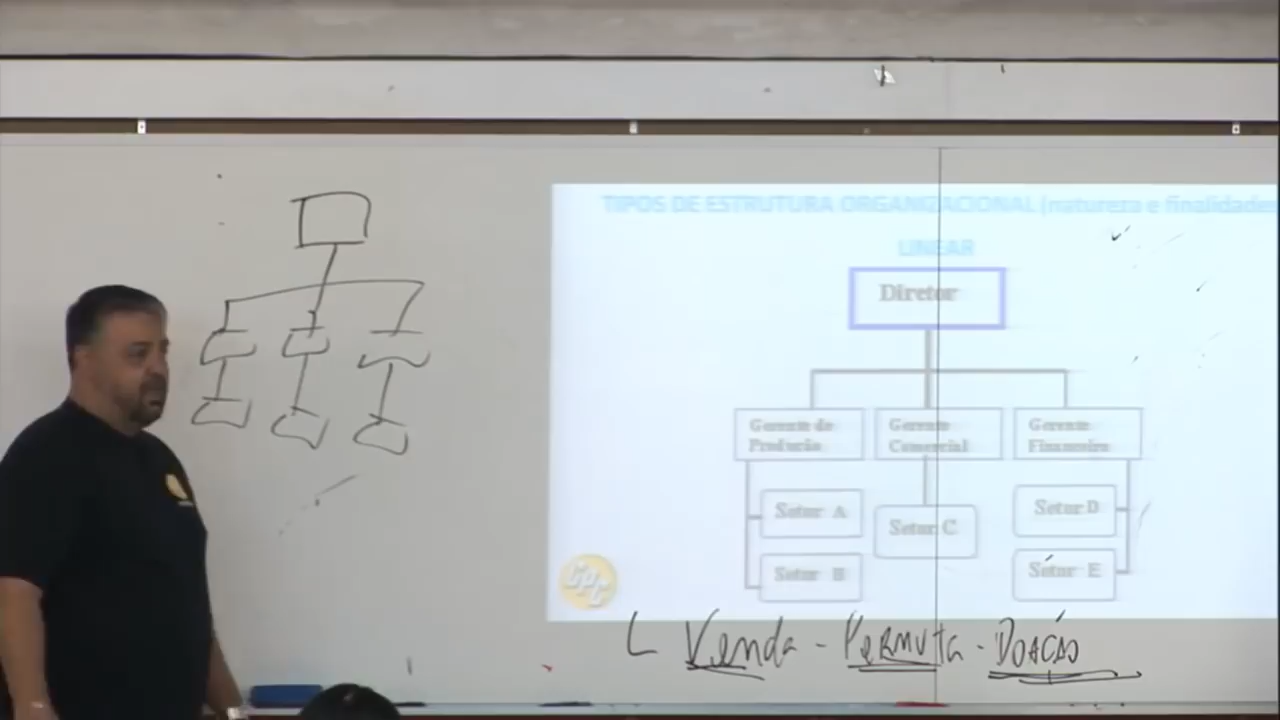 TIPOS DE ESTRUTURA ORGANIZACIONAL (natureza e finalidades
LINEAR
Diretor
Gerente de Produção
Gerente Comercial
Gerente Financeiro
Setor A
Setor C
Setor D
Setor B
Setor E
Venda - PERMUTA - DOAÇÃO